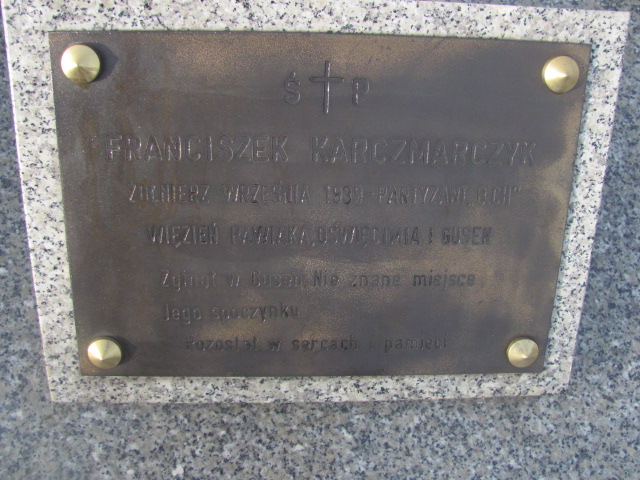 Ś † P
FRANCISZEK KARCZMARCZYK
ŻOŁNIERZ WRZEŚNIA 1939 PARTYZANT B.CH"
WIĘZIEŃ PAWIAKA, OŚWIĘCIMIA I GUSEN
Zginął w Gusen. Nie znane miejsce
Jego spoczynku
Pozostał w sercach i pamięci